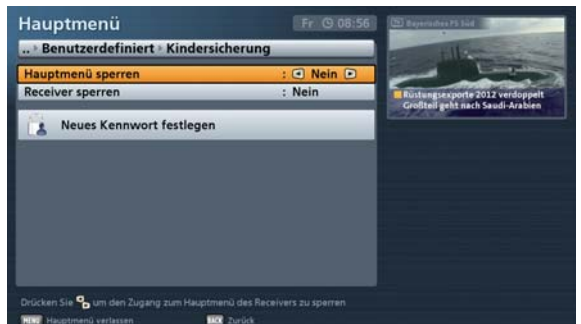 Hauptmenü
Fr 08:56
.. Benutzerdefiniert Kindersicherung
Hauptmenü sperren : Nein
Receiver sperren : Nein
Neues Kennwort festlegen
Bayerisches FS Süd
Rüstungsexporte 2012 verdoppelt
Großteil geht nach Saudi-Arabien
Drücken Sie um den Zugang zum Hauptmenü des Receivers zu sperren
MENU Hauptmenü verlassen BACK Zurück